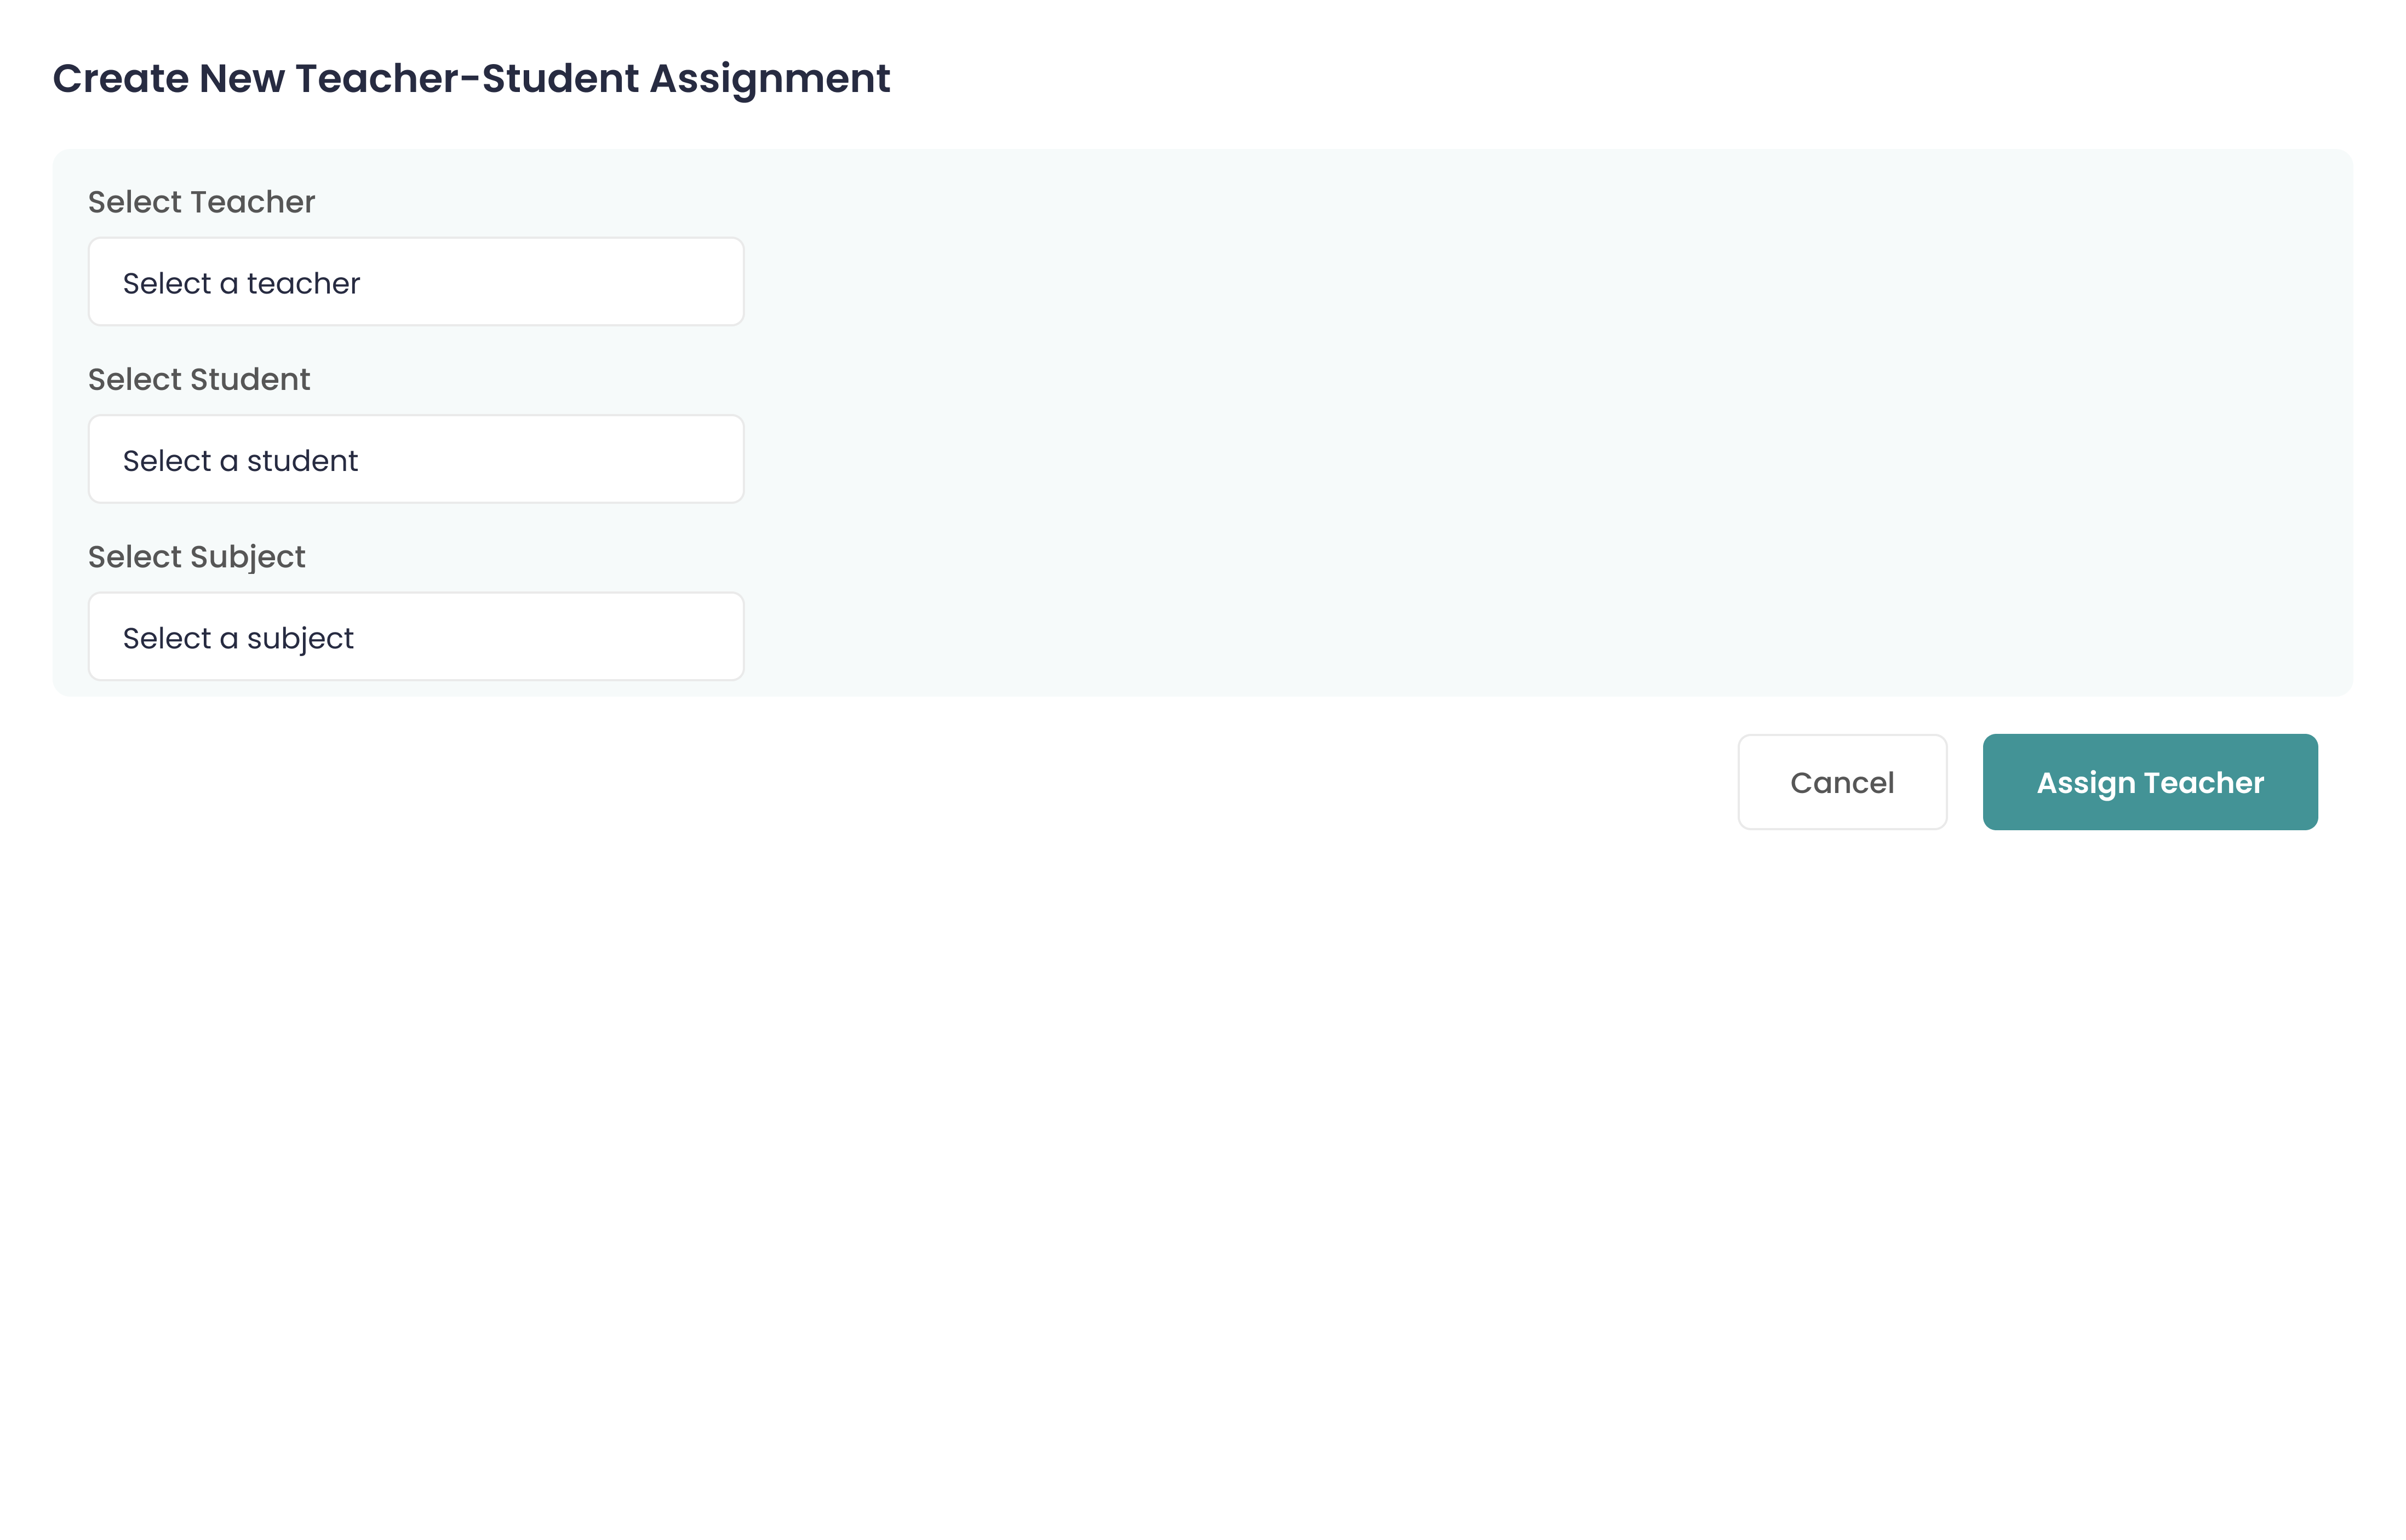 Create New Teacher-Student Assignment
Select Teacher
Select a teacher
Select Student
Select a student
Select Subject
Select a subject
Cancel
Assign Teacher